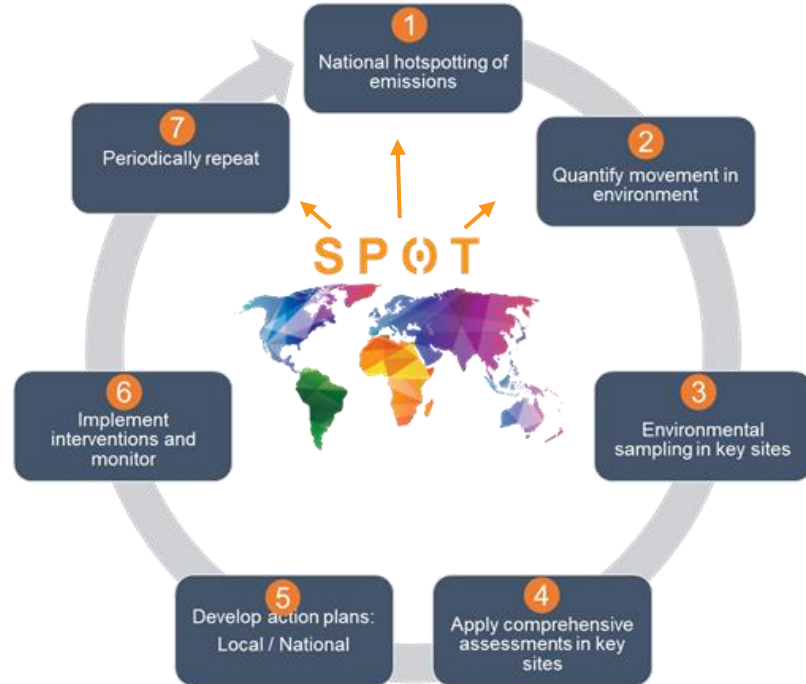 1
National hotspotting of
emissions
2
Quantify movement in
environment
3
Environmental
sampling in key sites
4
Apply comprehensive
assessments in key
sites
5
Develop action plans:
Local / National
6
Implement
interventions and
monitor
7
Periodically repeat
SPOT